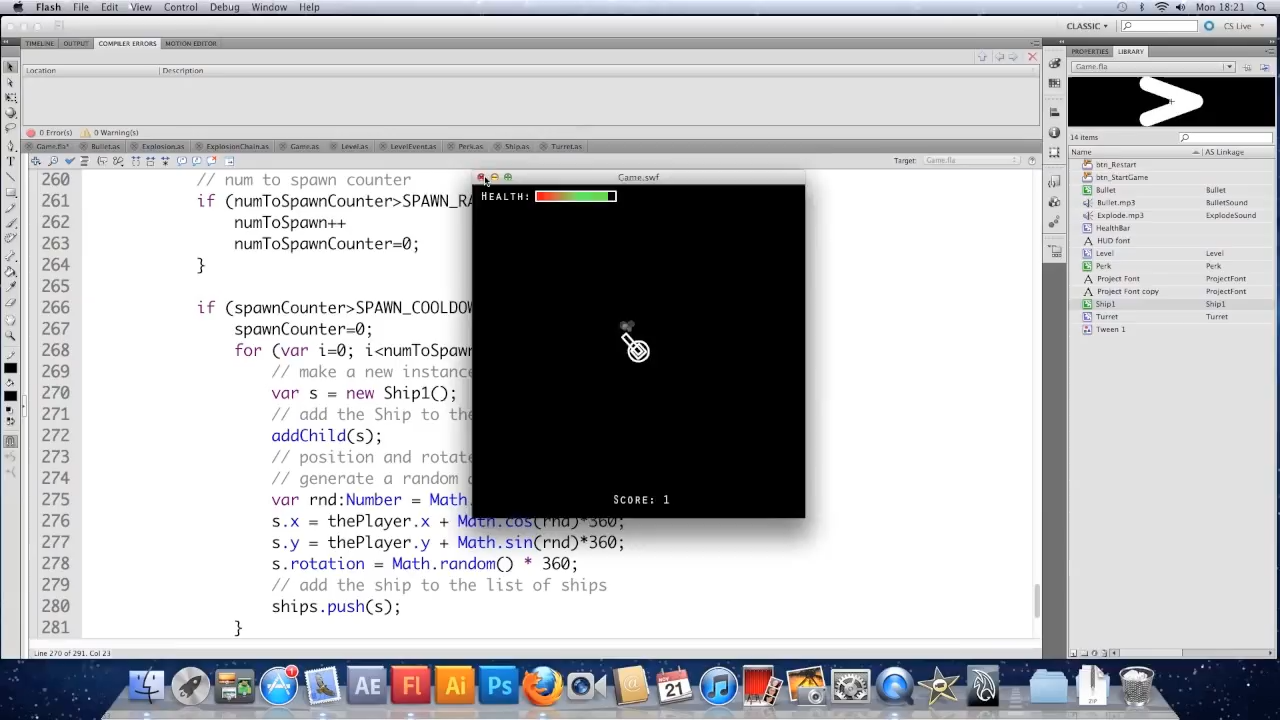 Flash File Edit View Control Debug Window Help Mon 18:21
CLASSIC CS Live
TIMELINE OUTPUT COMPILER ERRORS MOTION EDITOR PROPERTIES LIBRARY
Location Description Game.fla
0 Error(s) 0 Warning(s) 14 items
Game.fla* Bullet.as Explosion.as ExplosionChain.as Game.as Level.as LevelEvent.as Perk.as Ship.as Turret.as
Target: Game.fla
Name AS Linkage
btn_Restart
btn_StartGame
Bullet Bullet
Bullet.mp3 BulletSound
Explode.mp3 ExplodeSound
HealthBar
HUD font
Level Level
Perk Perk
Project Font ProjectFont
Project Font copy ProjectFont
Ship1 Ship1
Turret Turret
Tween 1
Game.swf
HEALTH:
SCORE: 1
260 // num to spawn counter
261 if (numToSpawnCounter>SPAWN_RA
262 numToSpawn++
263 numToSpawnCounter=0;
264 }
265
266 if (spawnCounter>SPAWN_COOLDOW
267 spawnCounter=0;
268 for (var i=0; i<numToSpawn
269 // make a new instance
270 var s = new Ship1();
271 // add the Ship to the
272 addChild(s);
273 // position and rotate
274 // generate a random
275 var rnd:Number = Math.
276 s.x = thePlayer.x + Math.cos(rnd)*360;
277 s.y = thePlayer.y + Math.sin(rnd)*360;
278 s.rotation = Math.random() * 360;
279 // add the ship to the list of ships
280 ships.push(s);
281 }
Line 270 of 291, Col 23
1
AE Fl Ai Ps NOV 21
ZIP